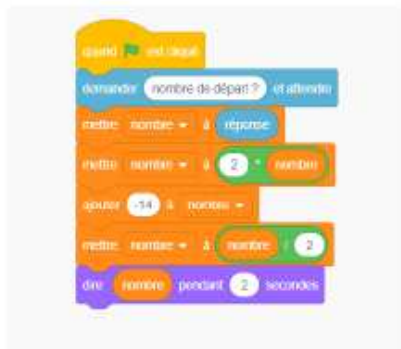 quand est cliqué
demander nombre de départ ? et attendre
mettre nombre à réponse
mettre nombre à 2 * nombre
ajouter -14 à nombre
mettre nombre à nombre / 2
dire nombre pendant 2 secondes